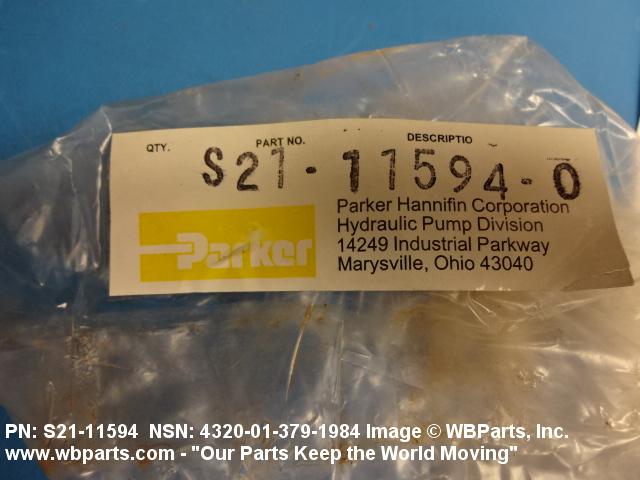 QTY. PART NO. DESCRIPTIO
S21-11594-0
Parker Hannifin Corporation
Hydraulic Pump Division
14249 Industrial Parkway
Marysville, Ohio 43040
Parker
PN: S21-11594 NSN: 4320-01-379-1984 Image © WBParts, Inc.
www.wbparts.com - "Our Parts Keep the World Moving"